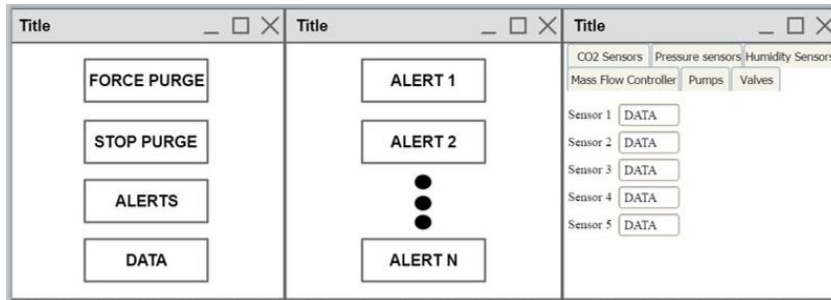 Title
FORCE PURGE
STOP PURGE
ALERTS
DATA
Title
ALERT 1
ALERT 2
ALERT N
Title
CO2 Sensors Pressure sensors Humidity Sensors
Mass Flow Controller Pumps Valves
Sensor 1 DATA
Sensor 2 DATA
Sensor 3 DATA
Sensor 4 DATA
Sensor 5 DATA